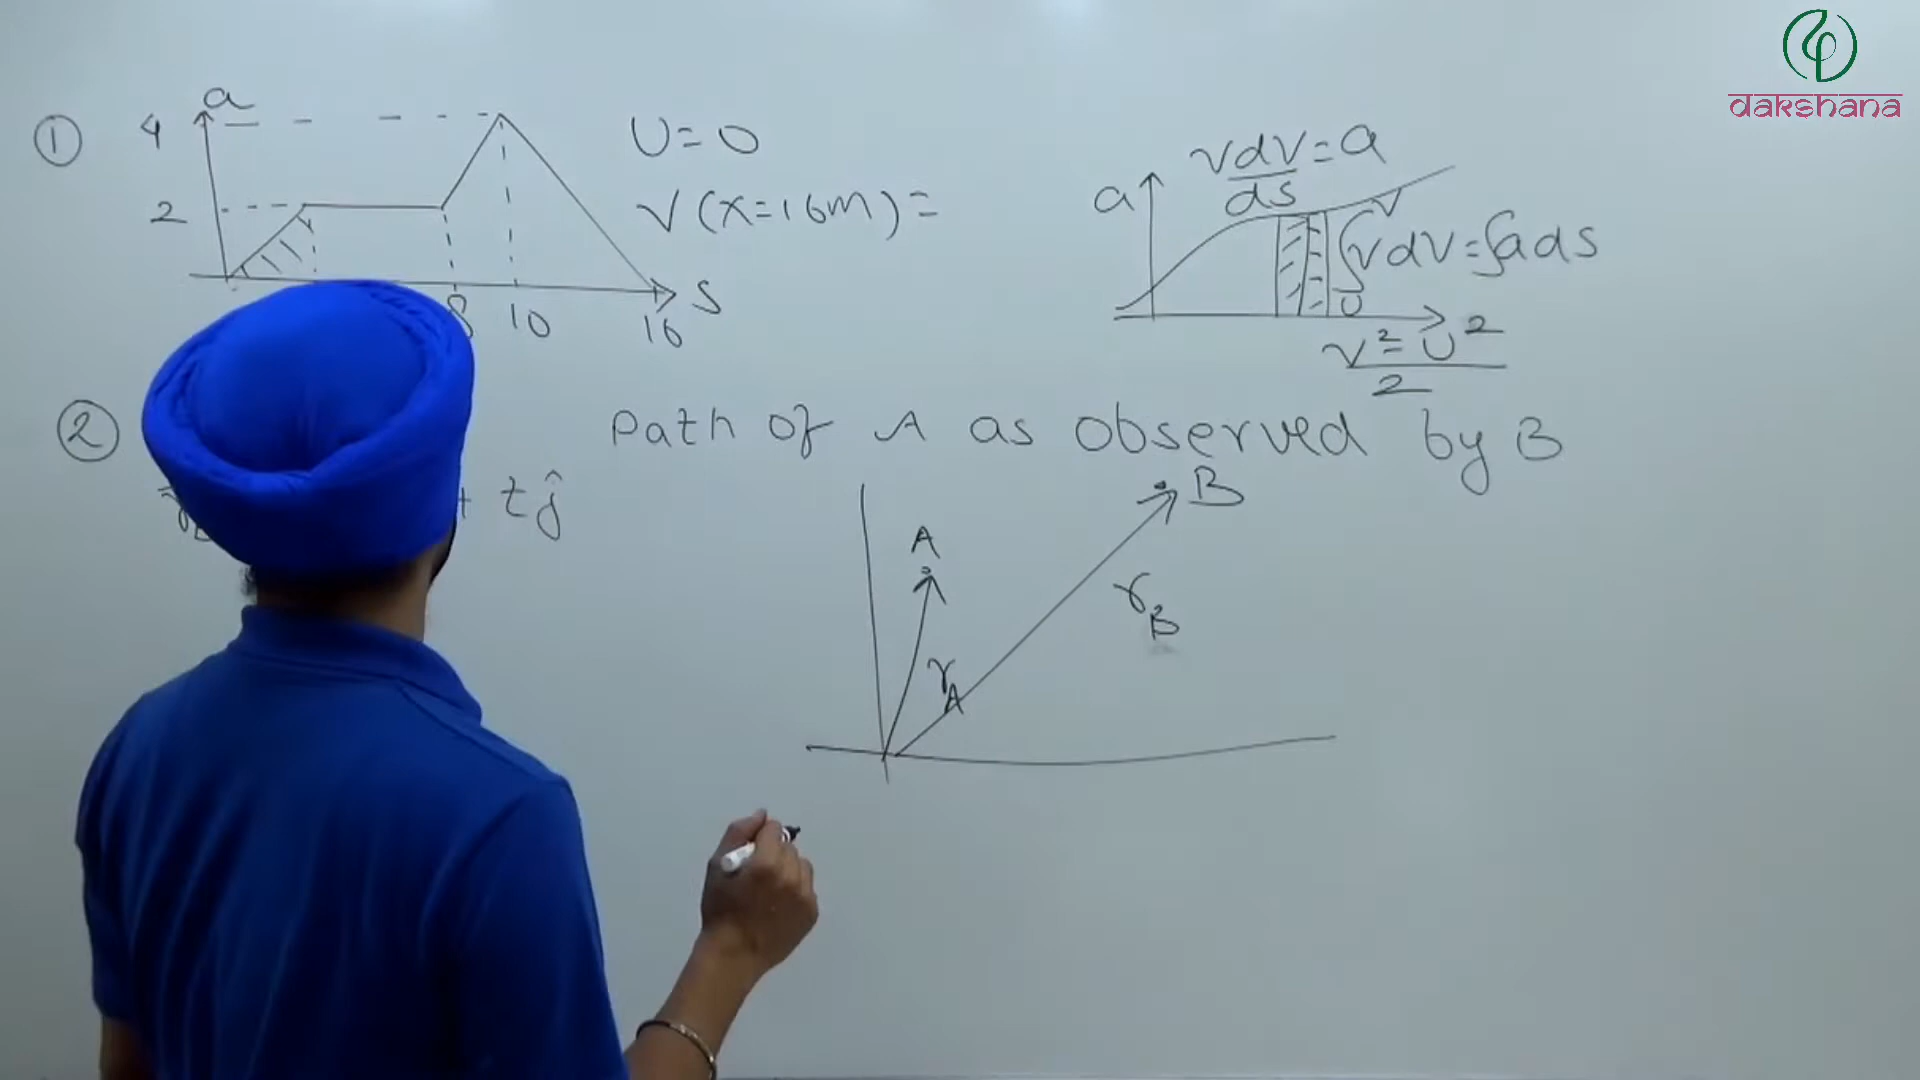 dakshana
①
a
4
2
8
10
16
S
U=0
V(x=16m)=
vdv/ds=a
a
∫vdv=∫ads
V
U
v²-U²/2
②
Path of A as observed by B
+ tĵ
A
B
r_A
r_B